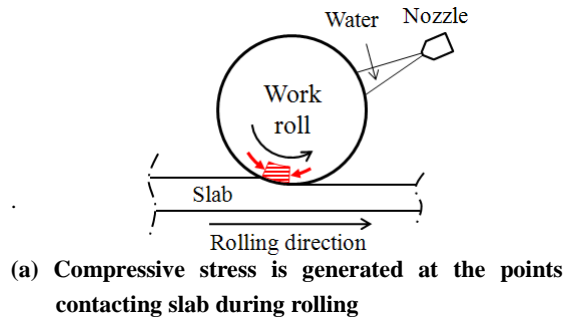 Water
Nozzle
Work
roll
Slab
.
Rolling direction
(a) Compressive stress is generated at the points
contacting slab during rolling